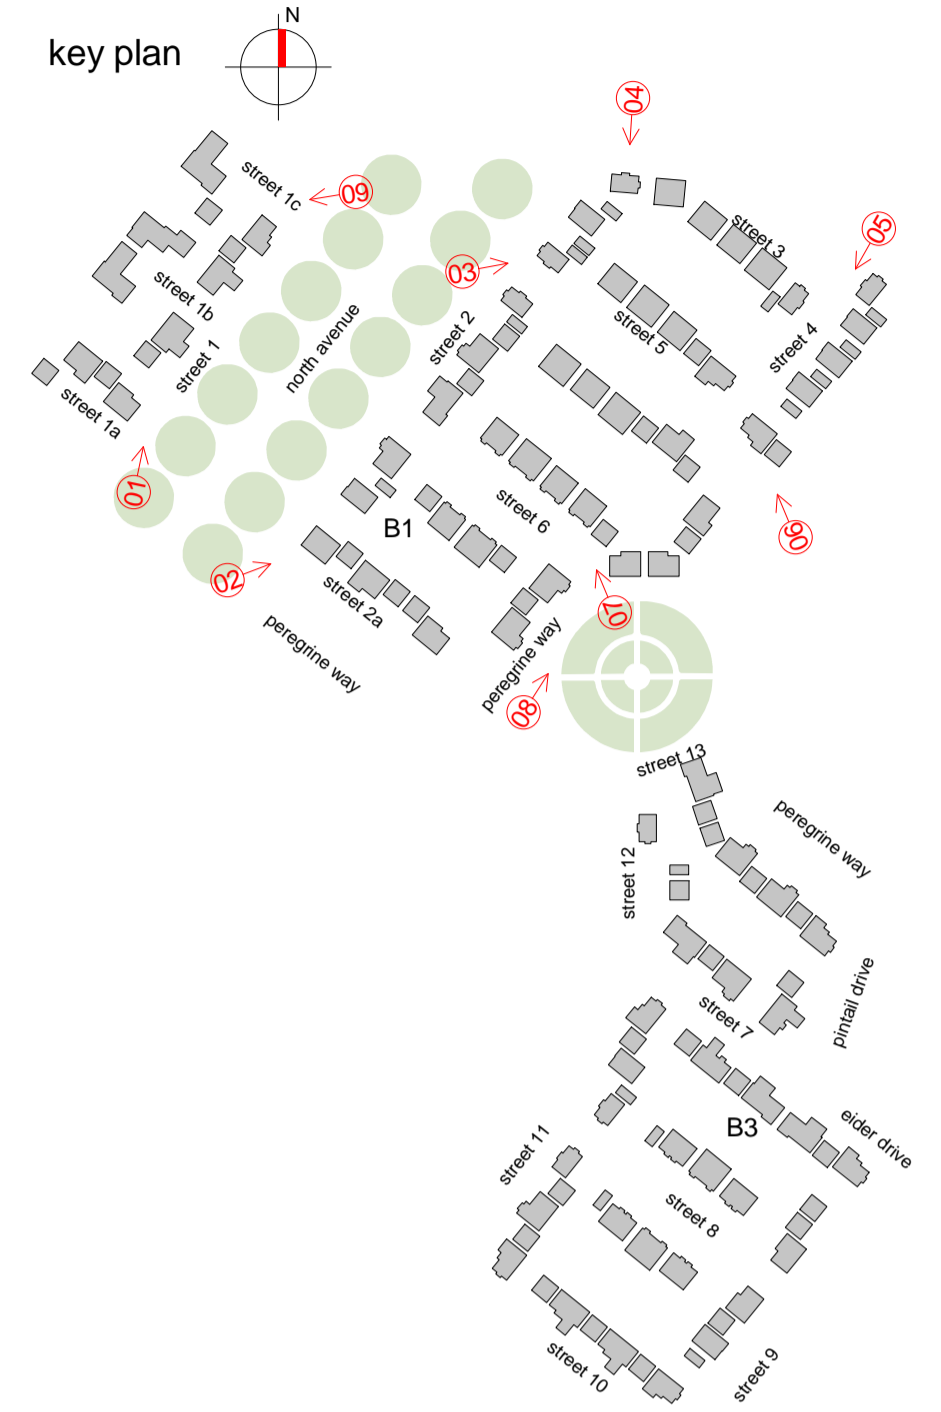 N
key plan
04
street 1c
09
street 3
05
03
street 1b
north avenue
street 2
street 5
street 4
street 1
street 1a
01
street 6
B1
06
02
street 2a
07
peregrine way
peregrine way
08
street 13
peregrine way
street 12
pintail drive
street 7
B3
eider drive
street 11
street 8
street 10
street 9